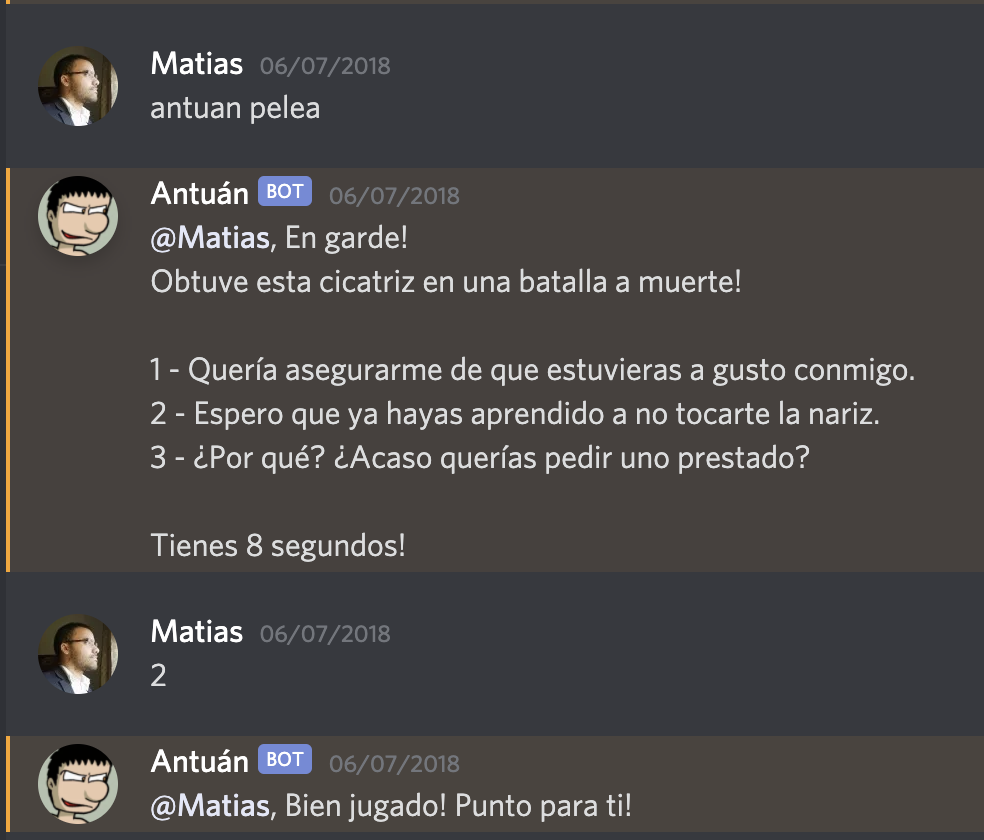 Matias 06/07/2018
antuan pelea
Antuán BOT 06/07/2018
@Matias, En garde!
Obtuve esta cicatriz en una batalla a muerte!
1 - Quería asegurarme de que estuvieras a gusto conmigo.
2 - Espero que ya hayas aprendido a no tocarte la nariz.
3 - ¿Por qué? ¿Acaso querías pedir uno prestado?
Tienes 8 segundos!
Matias 06/07/2018
2
Antuán BOT 06/07/2018
@Matias, Bien jugado! Punto para ti!